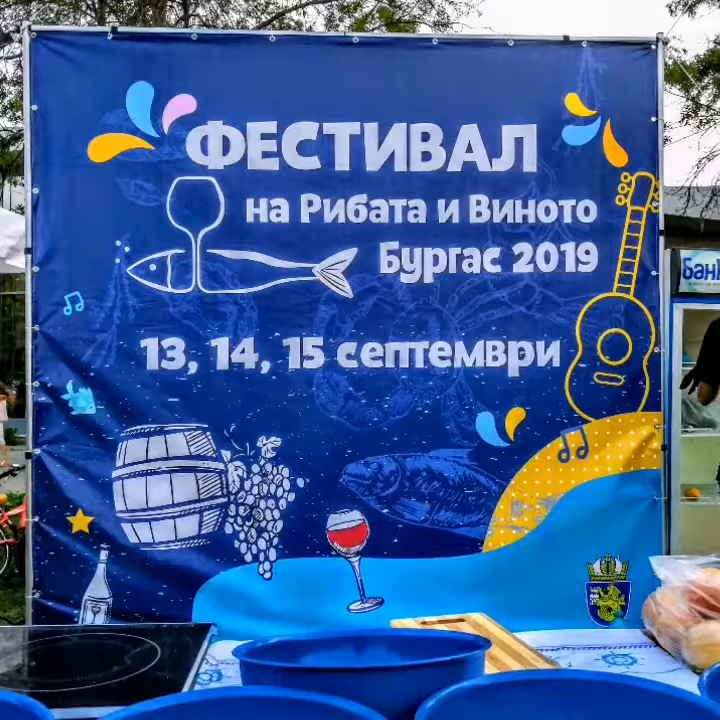 ФЕСТИВАЛ
на Рибата и Виното
Бургас 2019
13, 14, 15 септември